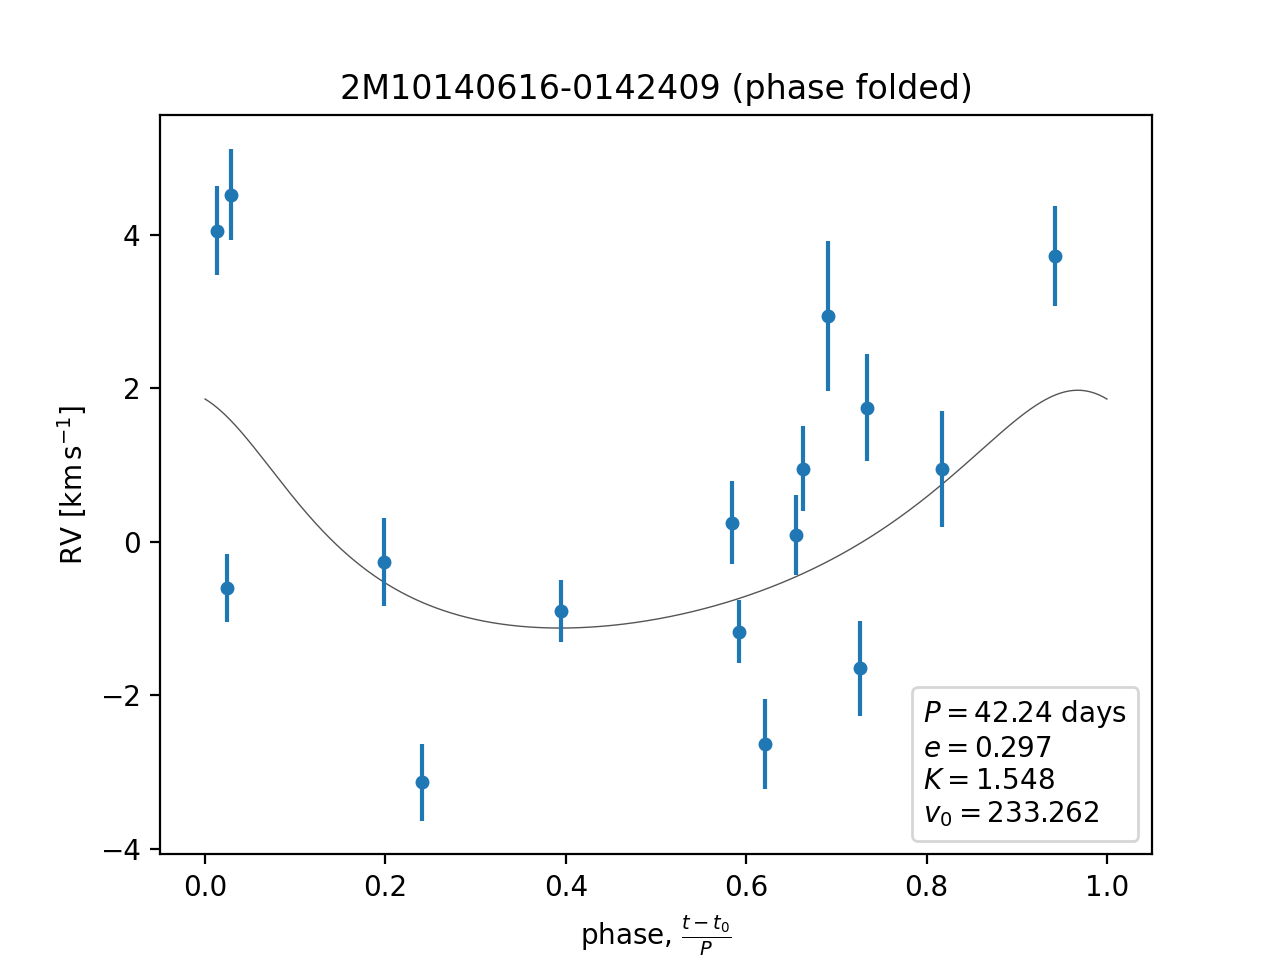 2M10140616-0142409 (phase folded)
RV [km s⁻¹]
4
2
0
−2
−4
P = 42.24 days
e = 0.297
K = 1.548
v₀ = 233.262
0.0 0.2 0.4 0.6 0.8 1.0
phase, (t − t₀)/P